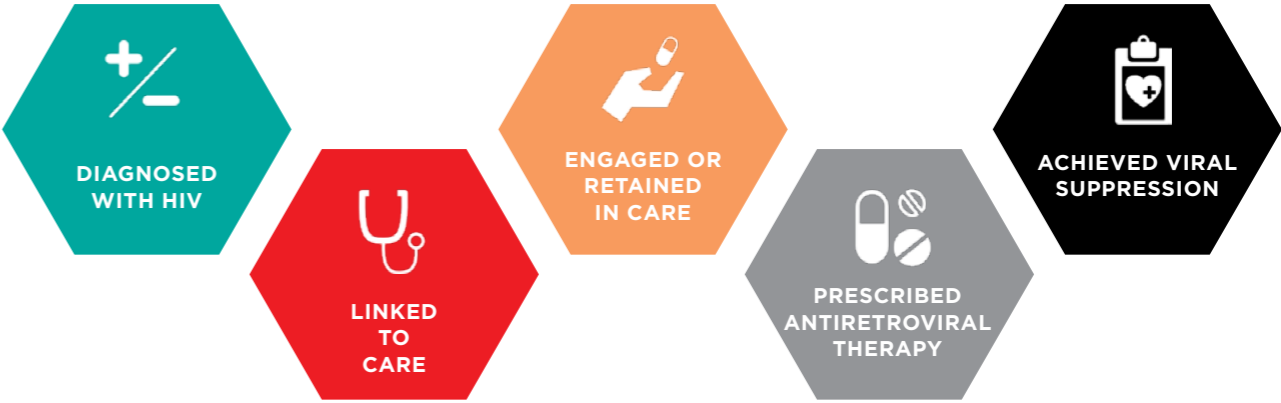 DIAGNOSED
WITH HIV
LINKED
TO
CARE
ENGAGED OR
RETAINED
IN CARE
PRESCRIBED
ANTIRETROVIRAL
THERAPY
ACHIEVED VIRAL
SUPPRESSION